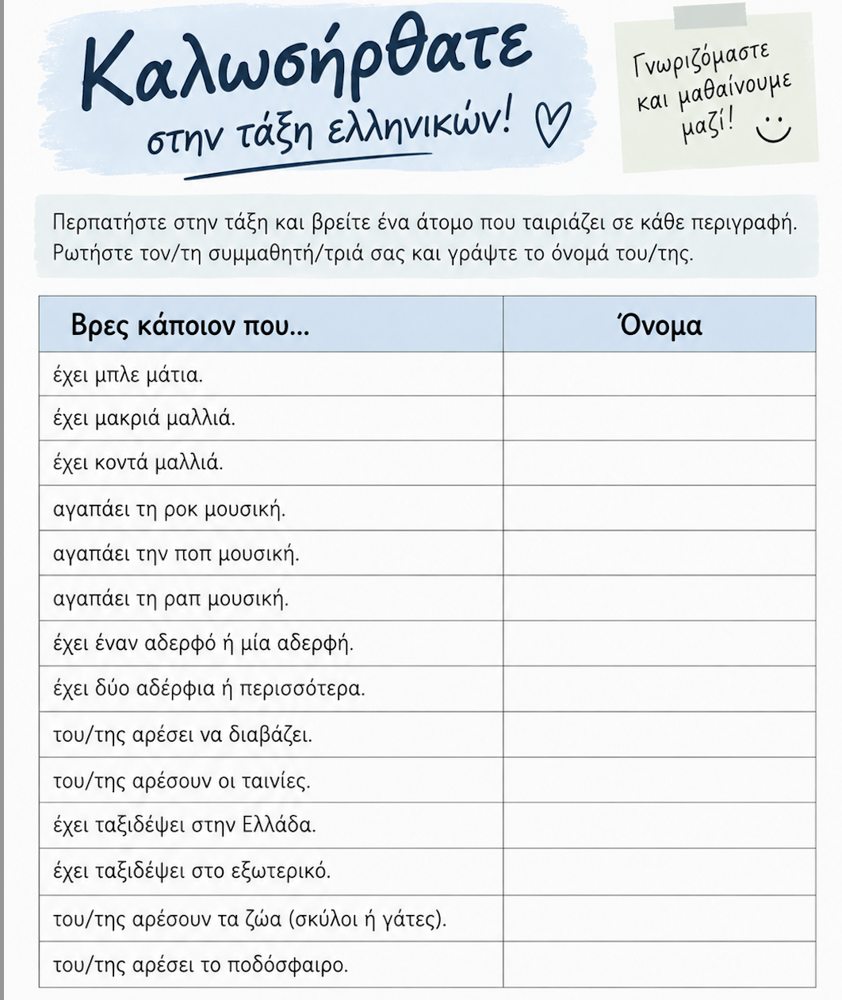 Καλωσήρθατε
στην τάξη ελληνικών!
Γνωριζόμαστε
και μαθαίνουμε
μαζί!
Περπατήστε στην τάξη και βρείτε ένα άτομο που ταιριάζει σε κάθε περιγραφή.
Ρωτήστε τον/τη συμμαθητή/τριά σας και γράψτε το όνομά του/της.
Βρες κάποιον που...
Όνομα
έχει μπλε μάτια.
έχει μακριά μαλλιά.
έχει κοντά μαλλιά.
αγαπάει τη ροκ μουσική.
αγαπάει την ποπ μουσική.
αγαπάει τη ραπ μουσική.
έχει έναν αδερφό ή μία αδερφή.
έχει δύο αδέρφια ή περισσότερα.
του/της αρέσει να διαβάζει.
του/της αρέσουν οι ταινίες.
έχει ταξιδέψει στην Ελλάδα.
έχει ταξιδέψει στο εξωτερικό.
του/της αρέσουν τα ζώα (σκύλοι ή γάτες).
του/της αρέσει το ποδόσφαιρο.